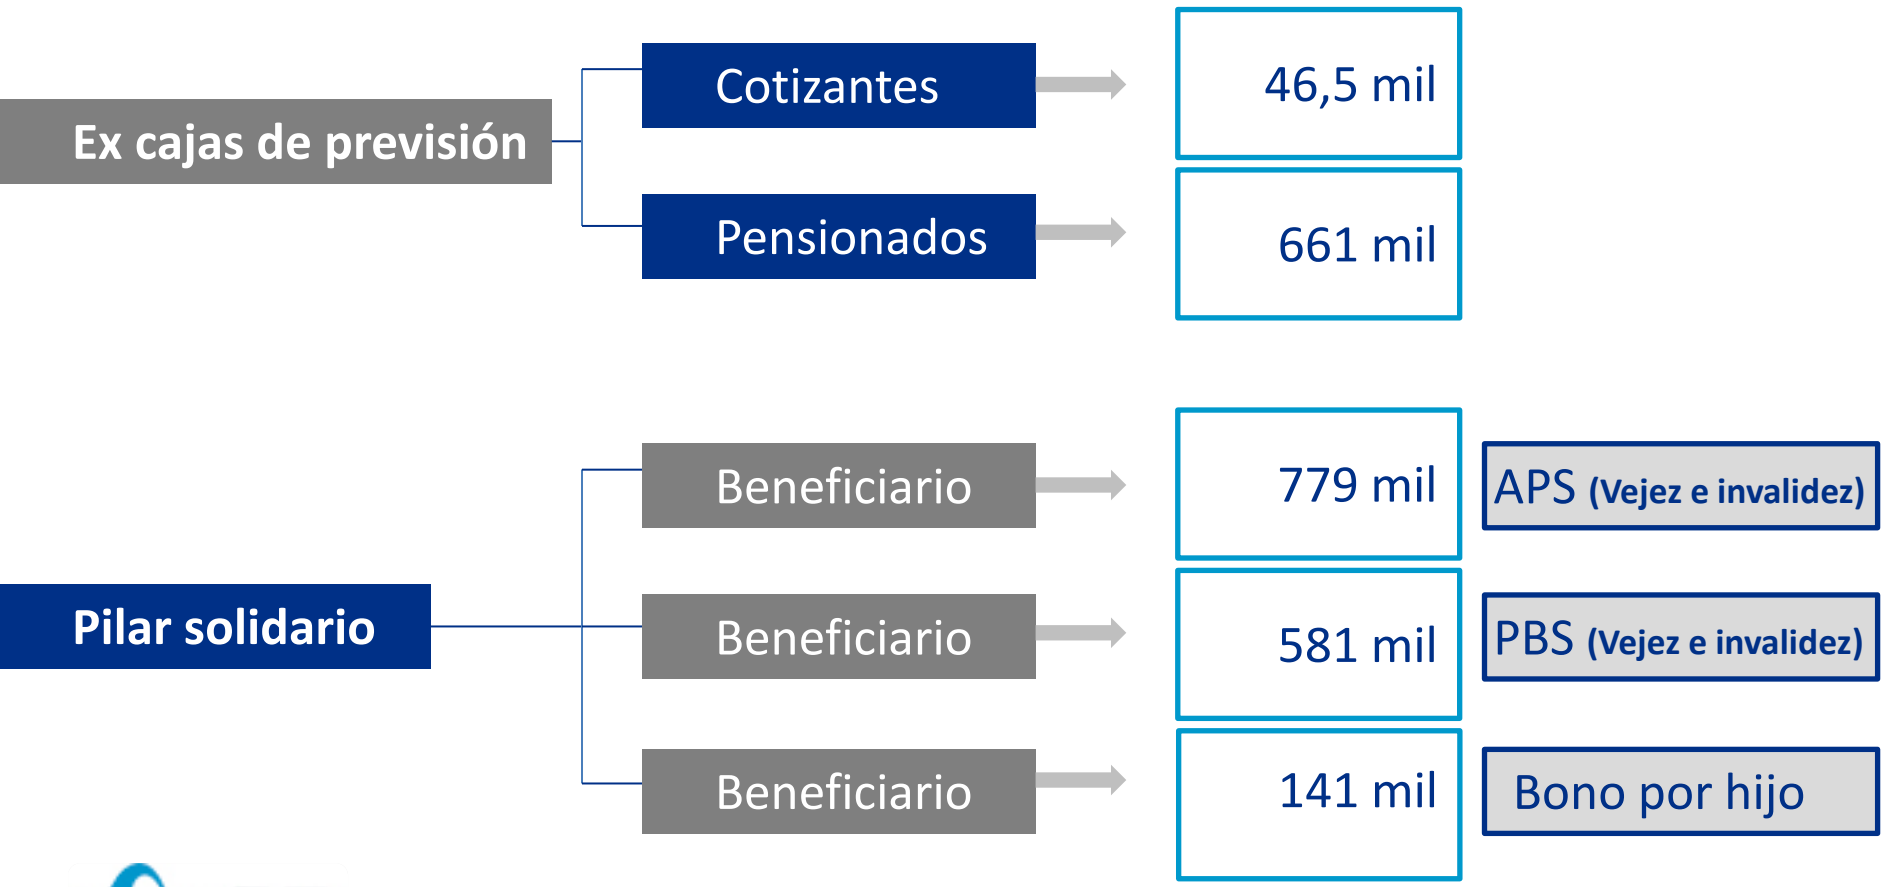 Ex cajas de previsión
Cotizantes
46,5 mil
Pensionados
661 mil
Pilar solidario
Beneficiario
779 mil
APS (Vejez e invalidez)
Beneficiario
581 mil
PBS (Vejez e invalidez)
Beneficiario
141 mil
Bono por hijo